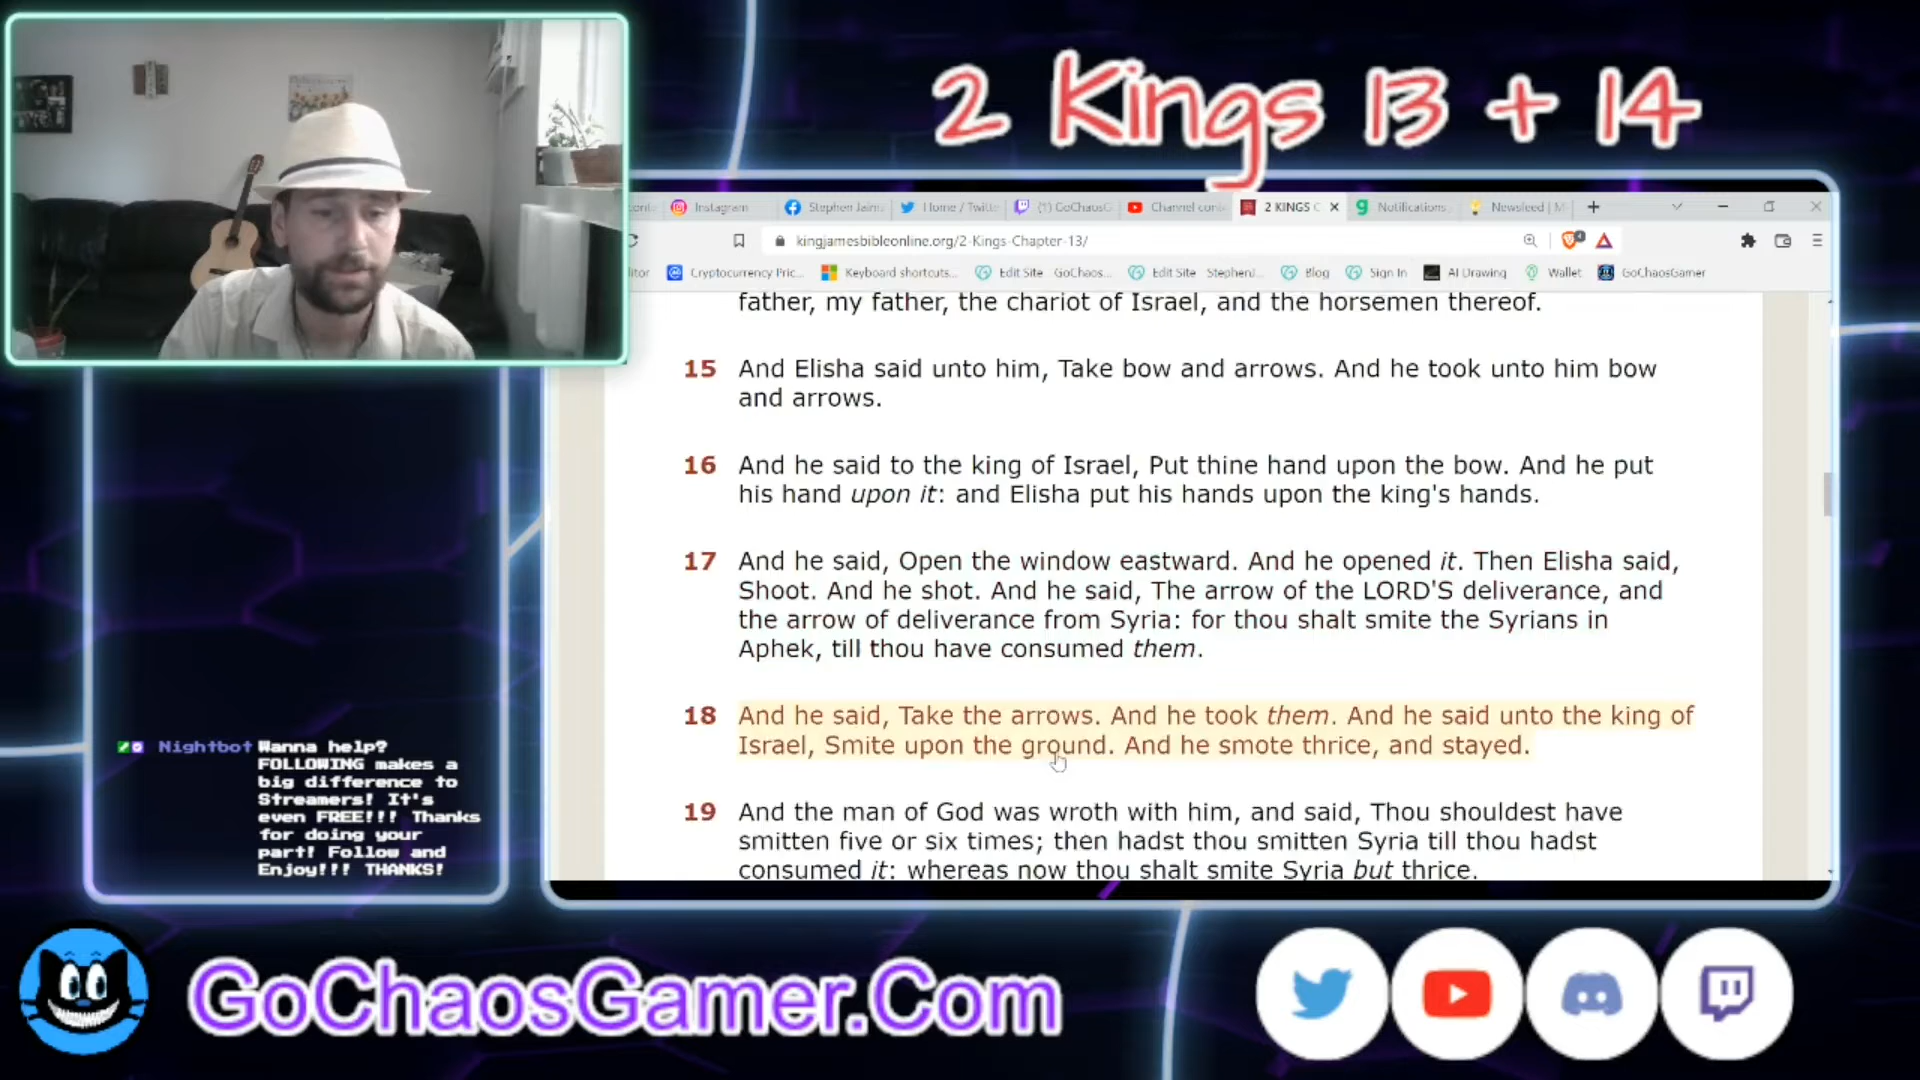 2 Kings 13 + 14
Instagram
Stephen Jaim
Home / Twitte
(1) GoChaosG
Channel cont
2 KINGS C
Notifications
Newsfeed | M
kingjamesbibleonline.org/2-Kings-Chapter-13/
Cryptocurrency Pric...
Keyboard shortcuts...
Edit Site GoChaos...
Edit Site StephenJ...
Blog
Sign In
AI Drawing
Wallet
GoChaosGamer
father, my father, the chariot of Israel, and the horsemen thereof.
15 And Elisha said unto him, Take bow and arrows. And he took unto him bow
and arrows.
16 And he said to the king of Israel, Put thine hand upon the bow. And he put
his hand upon it: and Elisha put his hands upon the king's hands.
17 And he said, Open the window eastward. And he opened it. Then Elisha said,
Shoot. And he shot. And he said, The arrow of the LORD'S deliverance, and
the arrow of deliverance from Syria: for thou shalt smite the Syrians in
Aphek, till thou have consumed them.
18 And he said, Take the arrows. And he took them. And he said unto the king of
Israel, Smite upon the ground. And he smote thrice, and stayed.
19 And the man of God was wroth with him, and said, Thou shouldest have
smitten five or six times; then hadst thou smitten Syria till thou hadst
consumed it: whereas now thou shalt smite Syria but thrice.
Nightbot Wanna help?
FOLLOWING makes a
big difference to
Streamers! It's
even FREE!!! Thanks
for doing your
part! Follow and
Enjoy!!! THANKS!
GoChaosGamer.Com